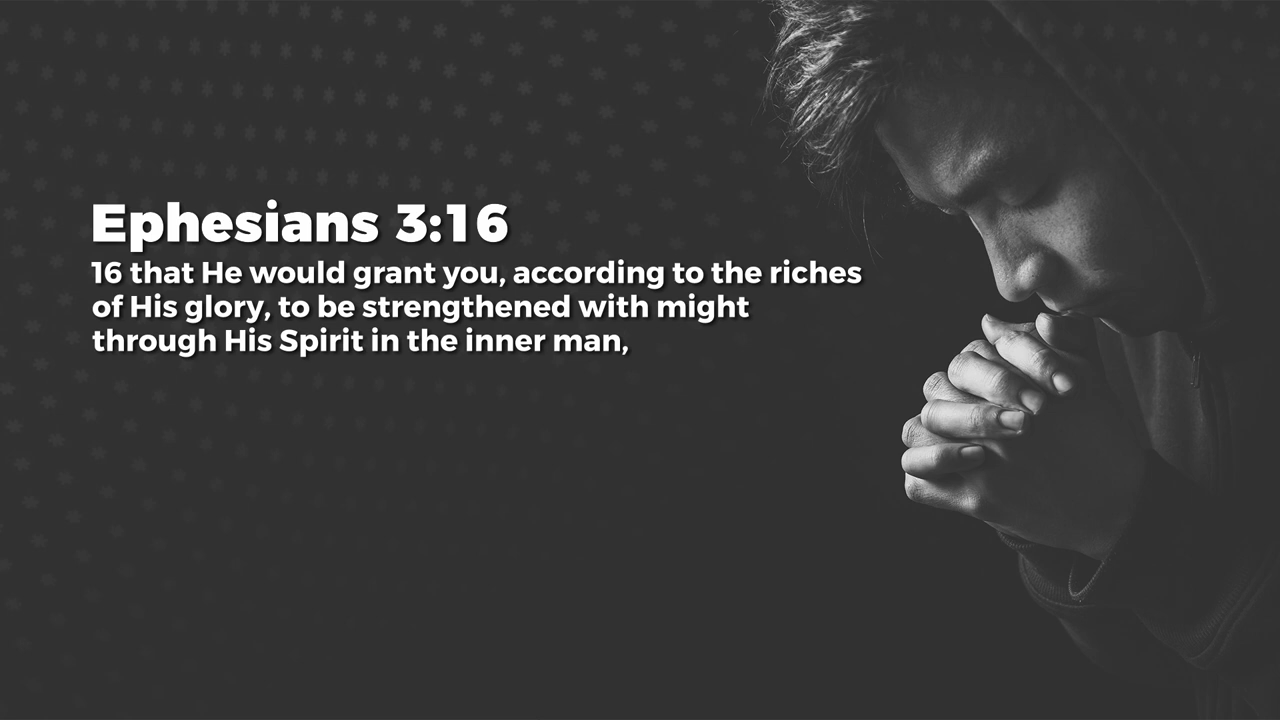 Ephesians 3:16
16 that He would grant you, according to the riches
of His glory, to be strengthened with might
through His Spirit in the inner man,